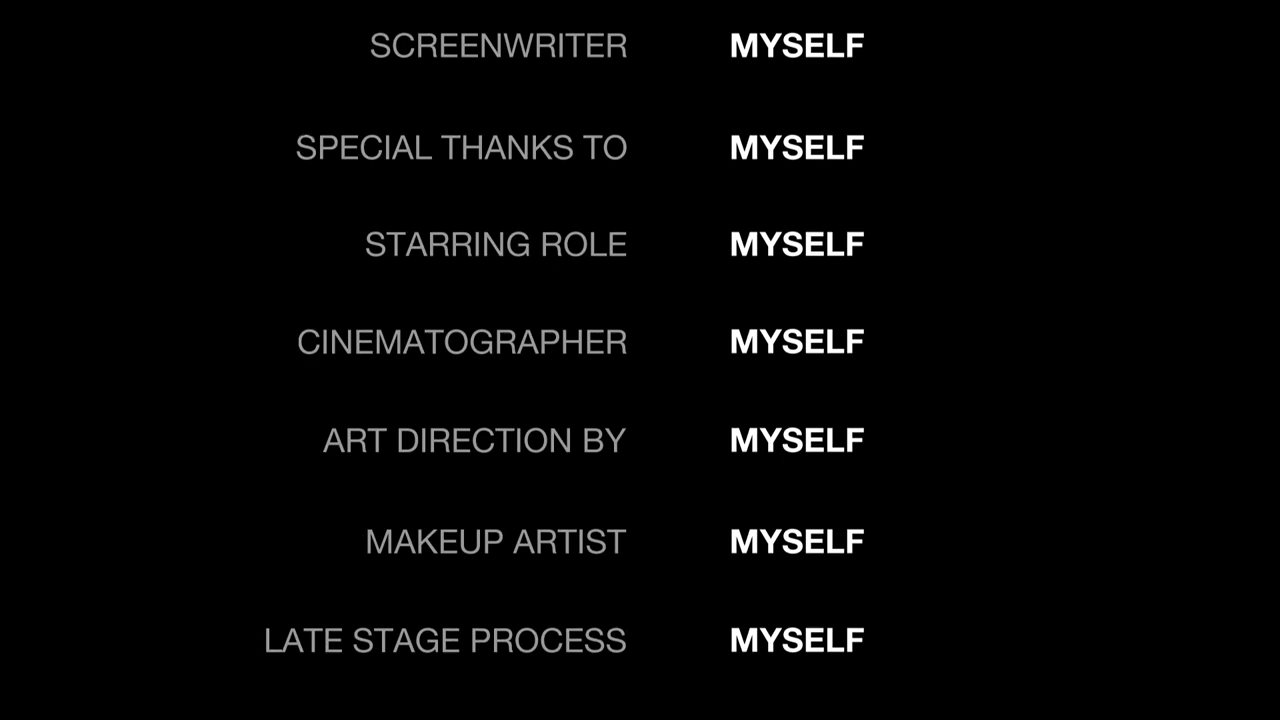 SCREENWRITER MYSELF
SPECIAL THANKS TO MYSELF
STARRING ROLE MYSELF
CINEMATOGRAPHER MYSELF
ART DIRECTION BY MYSELF
MAKEUP ARTIST MYSELF
LATE STAGE PROCESS MYSELF